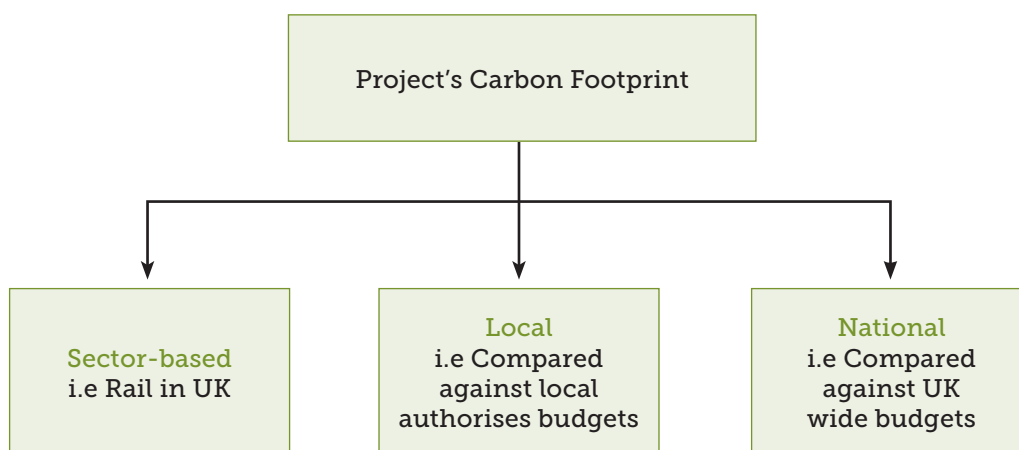 Project's Carbon Footprint
Sector-based
i.e Rail in UK
Local
i.e Compared
against local
authorises budgets
National
i.e Compared
against UK
wide budgets